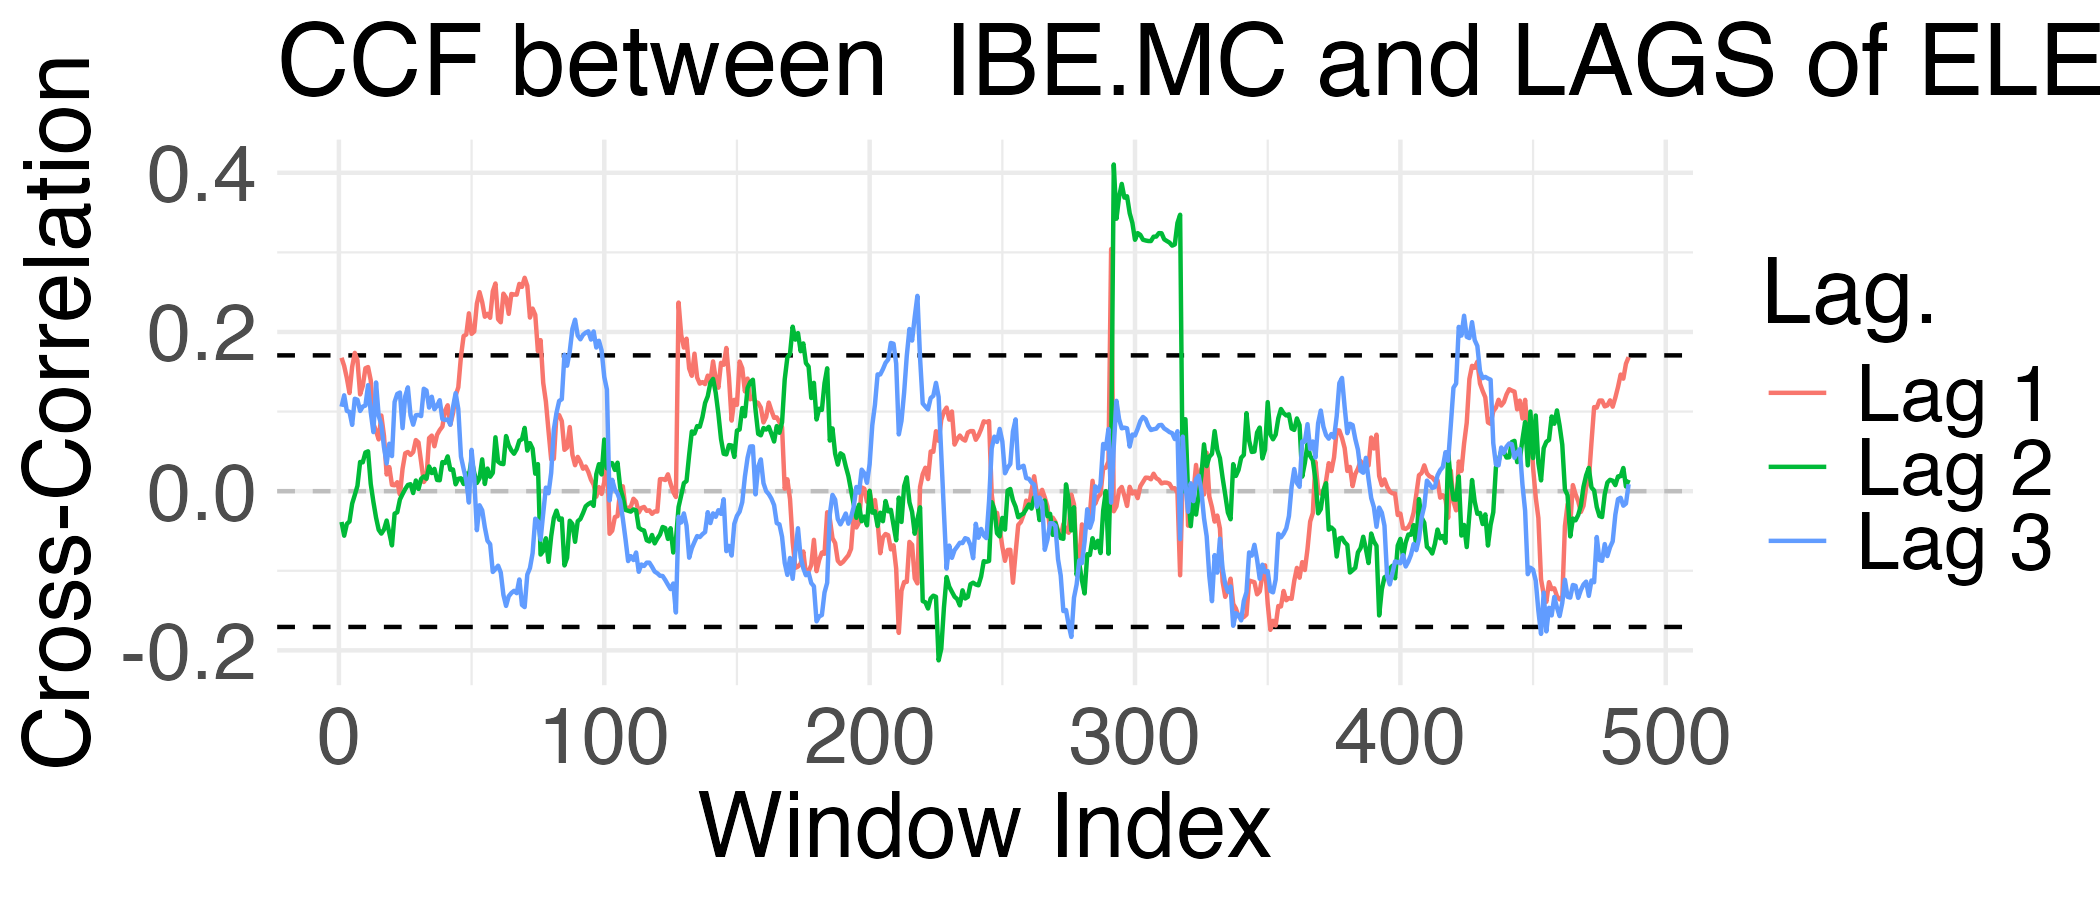 CCF between  IBE.MC and LAGS of ELE
Cross-Correlation
0.4
0.2
0.0
-0.2
0
100
200
300
400
500
Window Index
Lag.
Lag 1
Lag 2
Lag 3